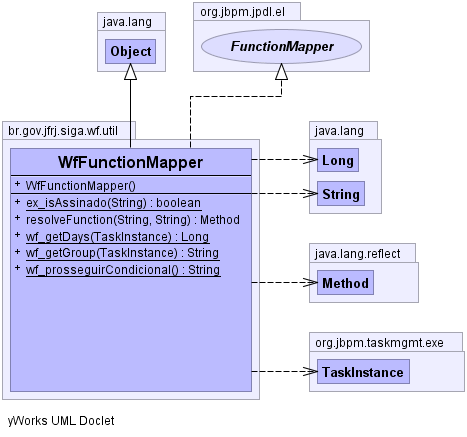 java.lang
Object
org.jbpm.jpdl.el
FunctionMapper
br.gov.jfrj.siga.wf.util
WfFunctionMapper
+ WfFunctionMapper()
+ ex_isAssinado(String) : boolean
+ resolveFunction(String, String) : Method
+ wf_getDays(TaskInstance) : Long
+ wf_getGroup(TaskInstance) : String
+ wf_prosseguirCondicional() : String
java.lang
Long
String
java.lang.reflect
Method
org.jbpm.taskmgmt.exe
TaskInstance
yWorks UML Doclet